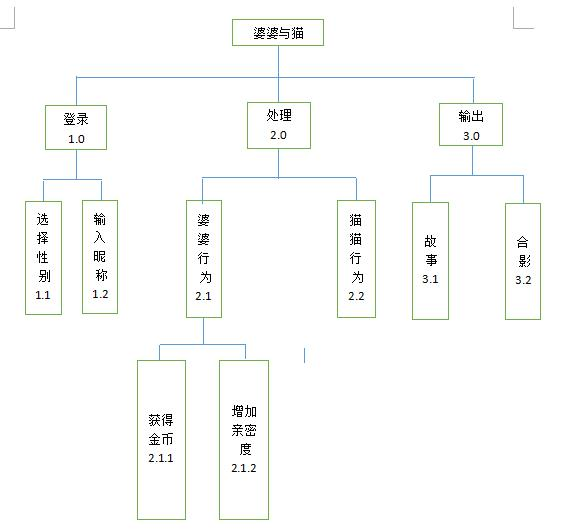 婆婆与猫
登录
1.0
处理
2.0
输出
3.0
选
择
性
别
1.1
输
入
昵
称
1.2
婆
婆
行
为
2.1
猫
猫
行
为
2.2
故
事
3.1
合
影
3.2
获得
金币
2.1.1
增加
亲密
度
2.1.2